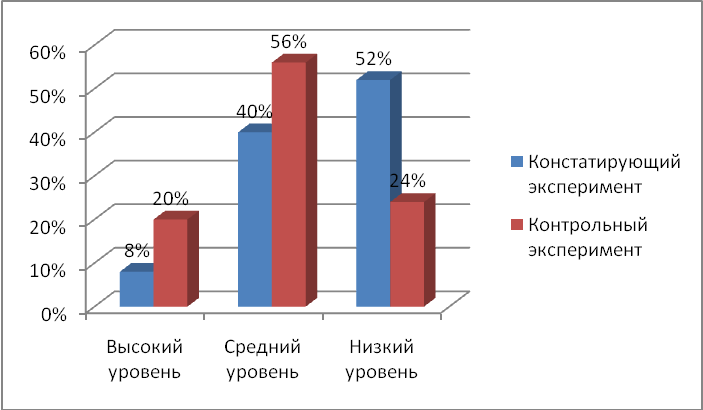 60%
50%
40%
30%
20%
10%
0%
8%
20%
40%
56%
52%
24%
Высокий
уровень
Средний
уровень
Низкий
уровень
Констатирующий
эксперимент
Контрольный
эксперимент